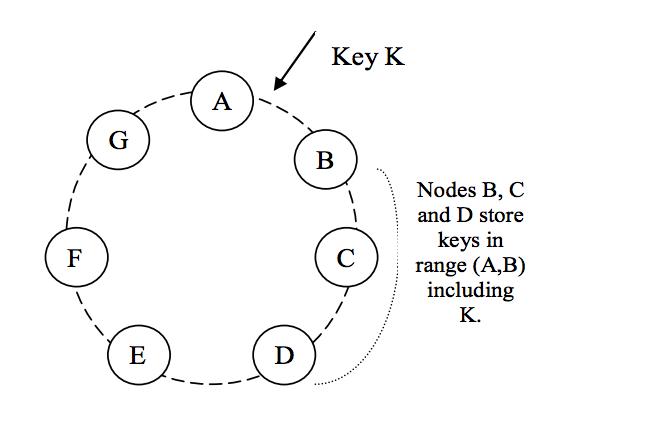 Key K
A
G
B
Nodes B, C
and D store
keys in
range (A,B)
including
K.
F
C
E
D